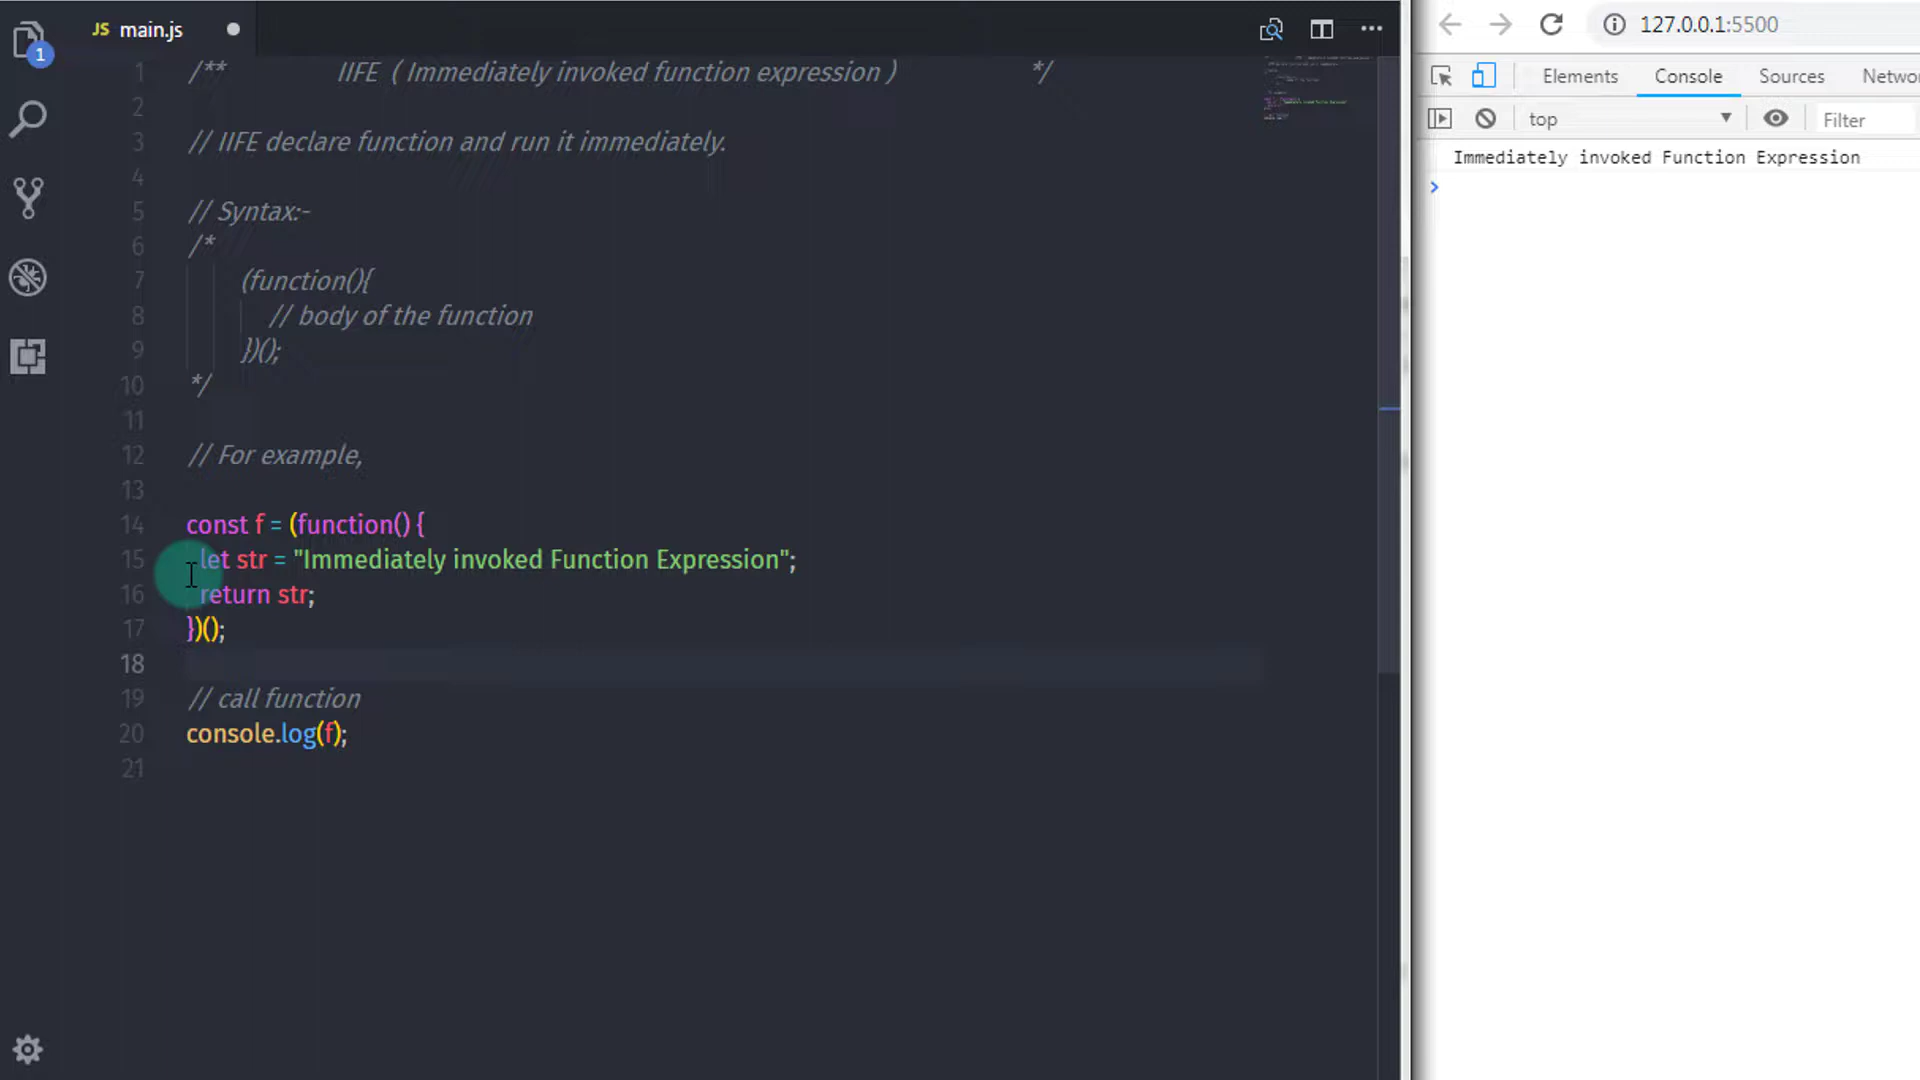 JS main.js
1
1 /** IIFE ( Immediately invoked function expression ) */
2
3 // IIFE declare function and run it immediately.
4
5 // Syntax:-
6 /*
7 (function(){
8 // body of the function
9 })();
10 */
11
12 // For example,
13
14 const f = (function() {
15 let str = "Immediately invoked Function Expression";
16 return str;
17 })();
18
19 // call function
20 console.log(f);
21
127.0.0.1:5500
Elements Console Sources Netwo
top Filter
Immediately invoked Function Expression